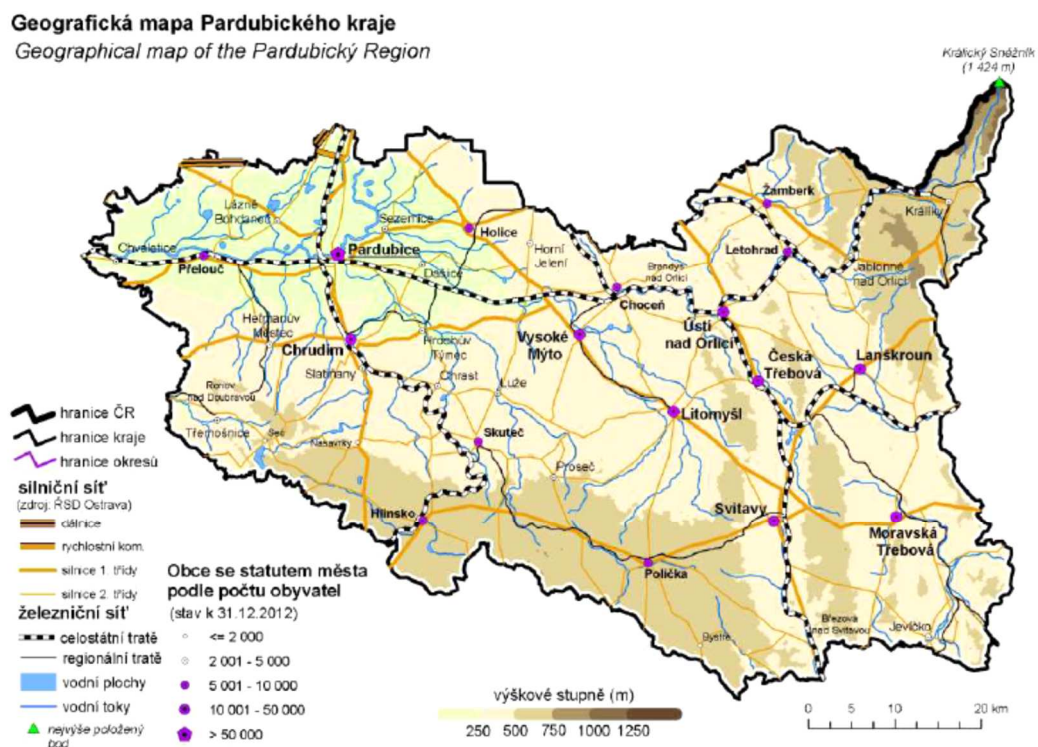 Geografická mapa Pardubického kraje
Geographical map of the Pardubický Region
Králický Sněžník
(1 424 m)
Žamberk
Lázně
Bohdaneč
Sezemice
Holice
Králíky
Chvaletice
Přelouč
Pardubice
Horní
Jelení
Letohrad
Dašice
Brandýs
nad Orlicí
Jablonné
nad Orlicí
Choceň
Heřmanův
Městec
Chrudim
Hrochův
Týnec
Vysoké
Mýto
Ústí
nad Orlicí
Česká
Třebová
Lanškroun
Slatiňany
Chrast
Luže
Ronov
nad Doubravou
Litomyšl
Třemošnice
Seč
Nasavrky
Skuteč
Proseč
Hlinsko
Svitavy
Moravská
Třebová
Polička
Bystré
Březová
nad Svitavou
Jevíčko
hranice ČR
hranice kraje
hranice okresů
silniční síť
(zdroj: ŘSD Ostrava)
dálnice
rychlostní kom.
silnice 1. třídy
silnice 2. třídy
železniční síť
celostátní tratě
regionální tratě
vodní plochy
vodní toky
nejvýše položený
bod
Obce se statutem města
podle počtu obyvatel
(stav k 31.12.2012)
<= 2 000
2 001 - 5 000
5 001 - 10 000
10 001 - 50 000
> 50 000
výškové stupně (m)
250 500 750 1000 1250
0 5 10 20 km